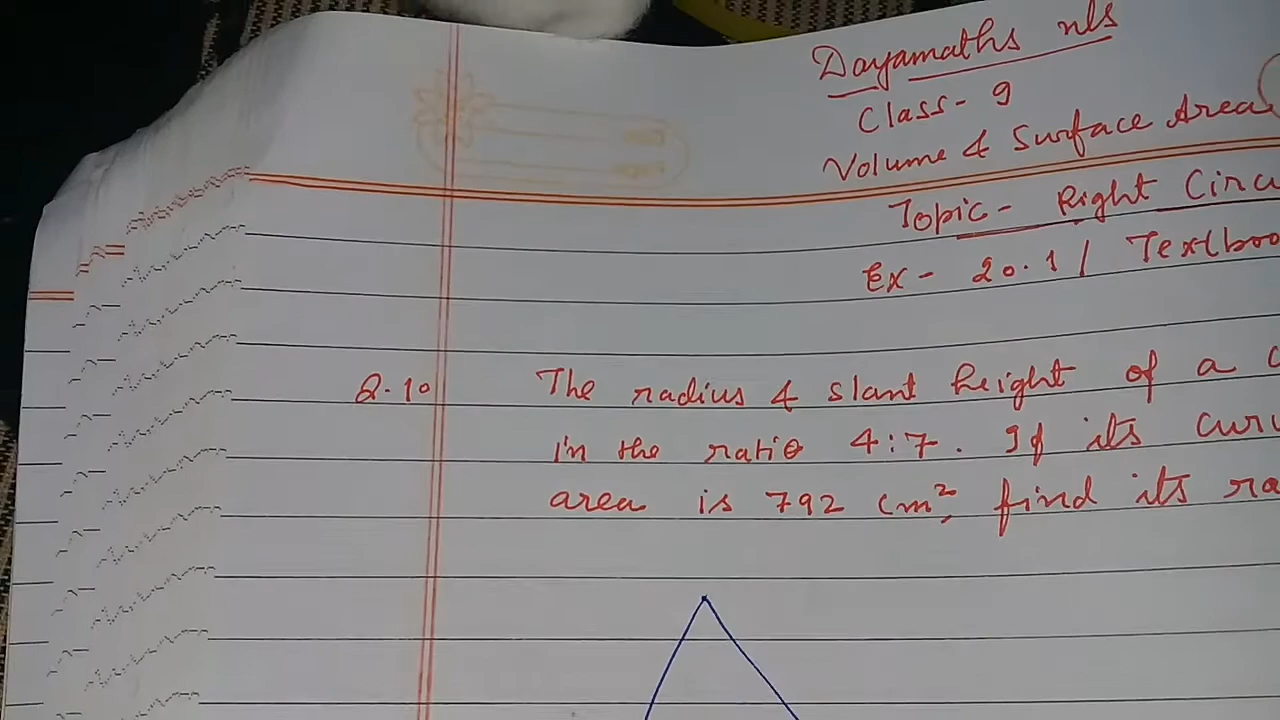 Dayamaths nls
Class- 9
Volume & Surface Area
Topic- Right Circu
Ex- 20.1 / Textboo
Q.10 The radius & slant height of a c
in the ratio 4:7. If its curv
area is 792 cm², find its ra